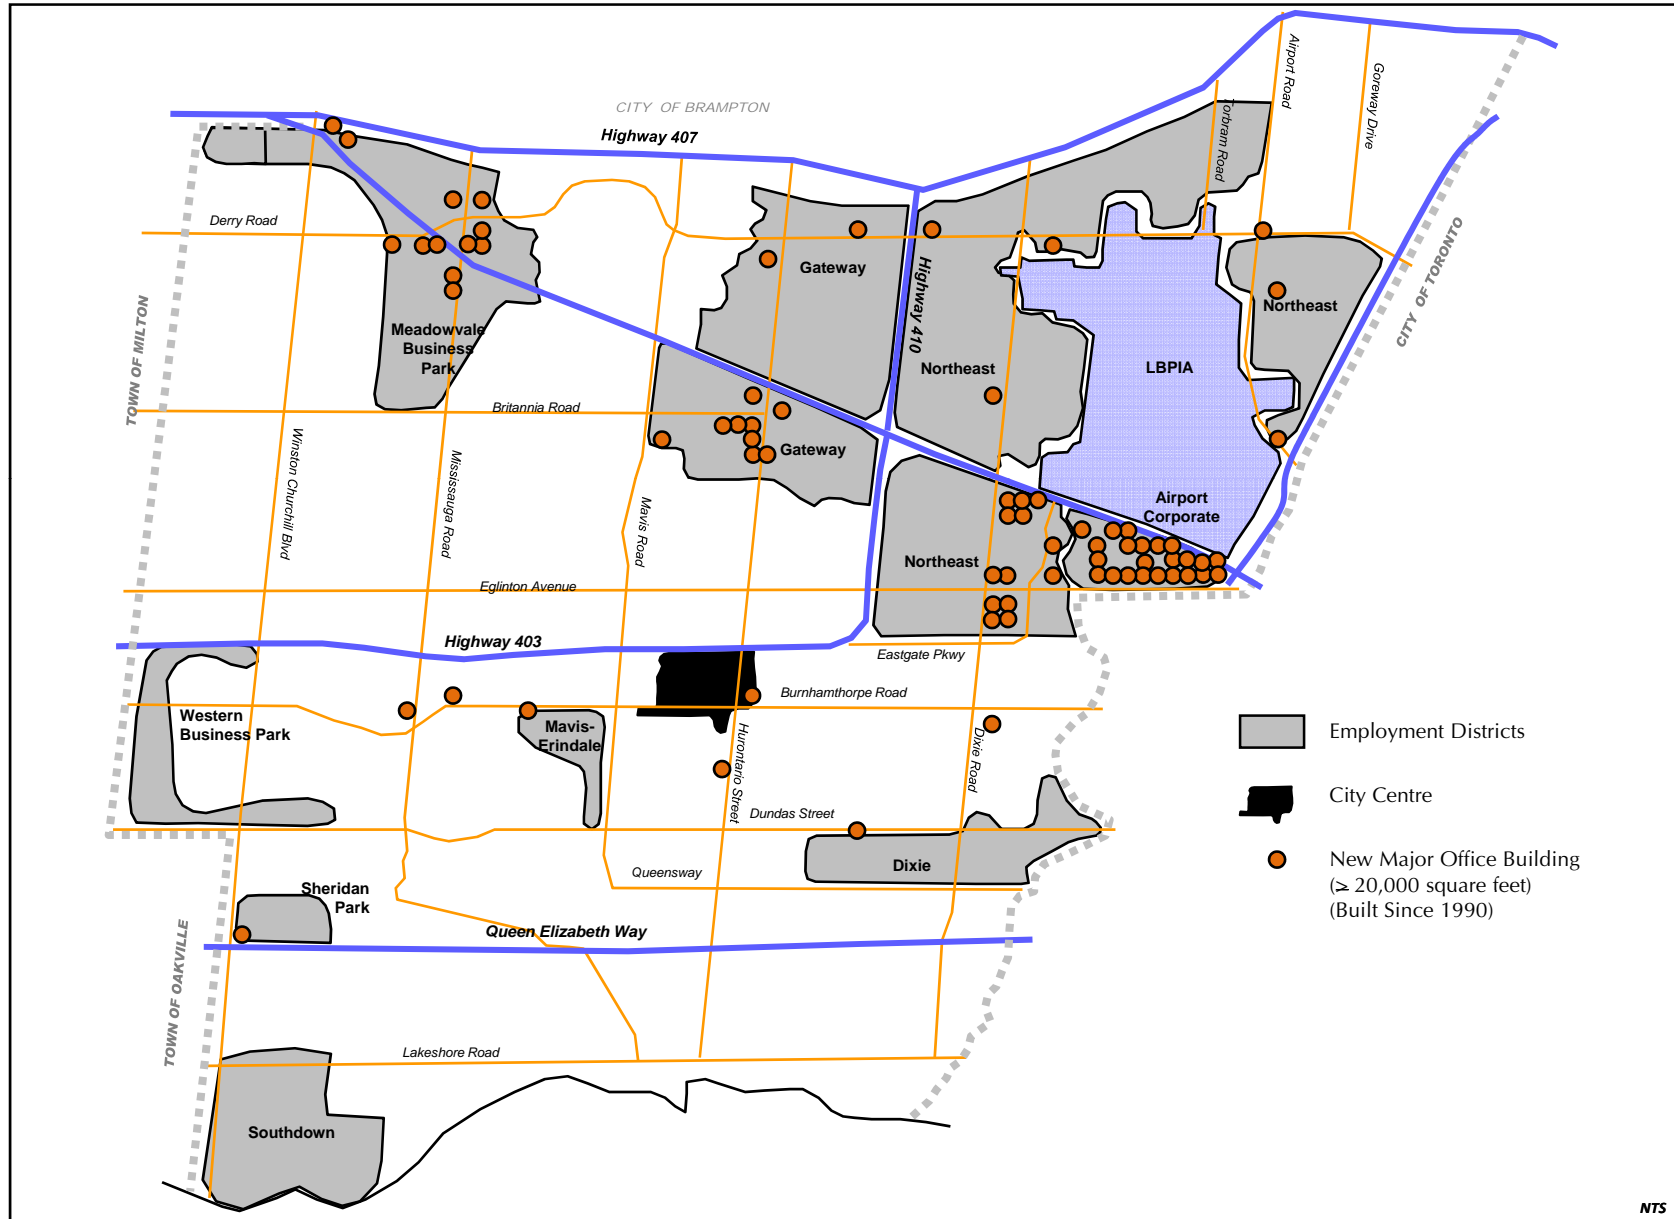 CITY OF BRAMPTON
Highway 407
Airport Road
Goreway Drive
Torbram Road
Derry Road
Gateway
Highway 410
CITY OF TORONTO
TOWN OF MILTON
Northeast
Meadowvale
Business
Park
Northeast
LBPIA
Britannia Road
Gateway
Winston Churchill Blvd
Mississauga Road
Mavis Road
Airport
Corporate
Northeast
Eglinton Avenue
Highway 403
Eastgate Pkwy
Burnhamthorpe Road
Western
Business Park
Mavis-
Erindale
Hurontario Street
Dixie Road
Employment Districts
City Centre
Dundas Street
New Major Office Building
(≥ 20,000 square feet)
(Built Since 1990)
Dixie
Queensway
Sheridan
Park
Queen Elizabeth Way
TOWN OF OAKVILLE
Lakeshore Road
Southdown
NTS